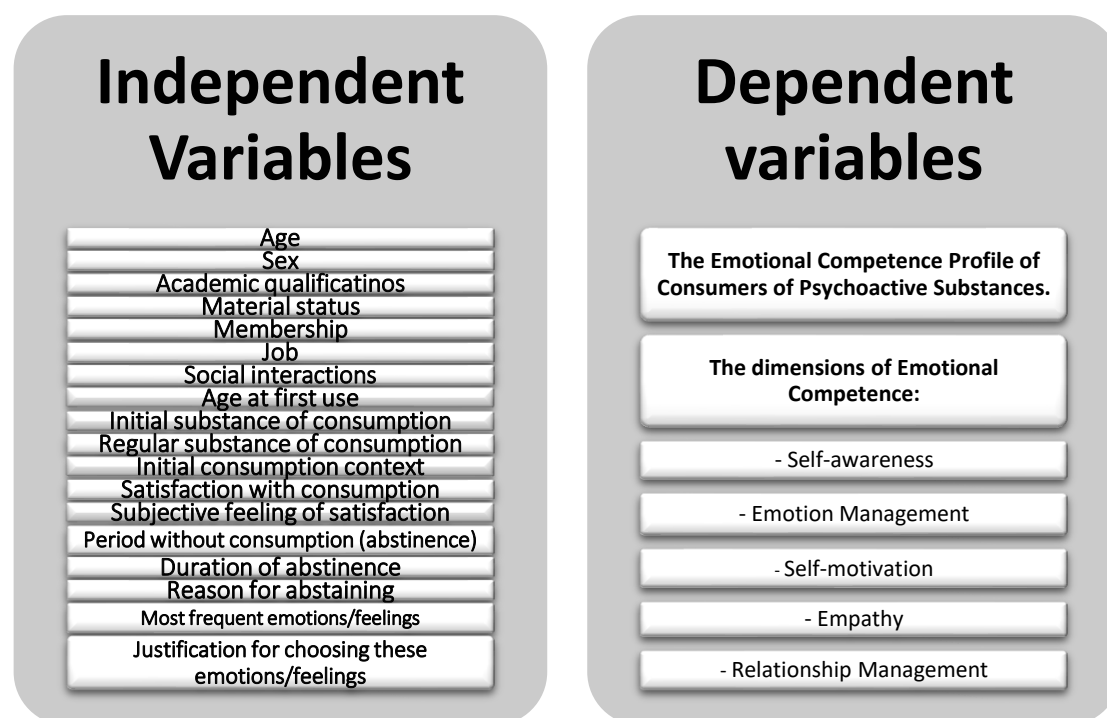 Independent
Variables
Age
Sex
Academic qualificatinos
Material status
Membership
Job
Social interactions
Age at first use
Initial substance of consumption
Regular substance of consumption
Initial consumption context
Satisfaction with consumption
Subjective feeling of satisfaction
Period without consumption (abstinence)
Duration of abstinence
Reason for abstaining
Most frequent emotions/feelings
Justification for choosing these
emotions/feelings
Dependent
variables
The Emotional Competence Profile of
Consumers of Psychoactive Substances.
The dimensions of Emotional
Competence:
- Self-awareness
- Emotion Management
- Self-motivation
- Empathy
- Relationship Management